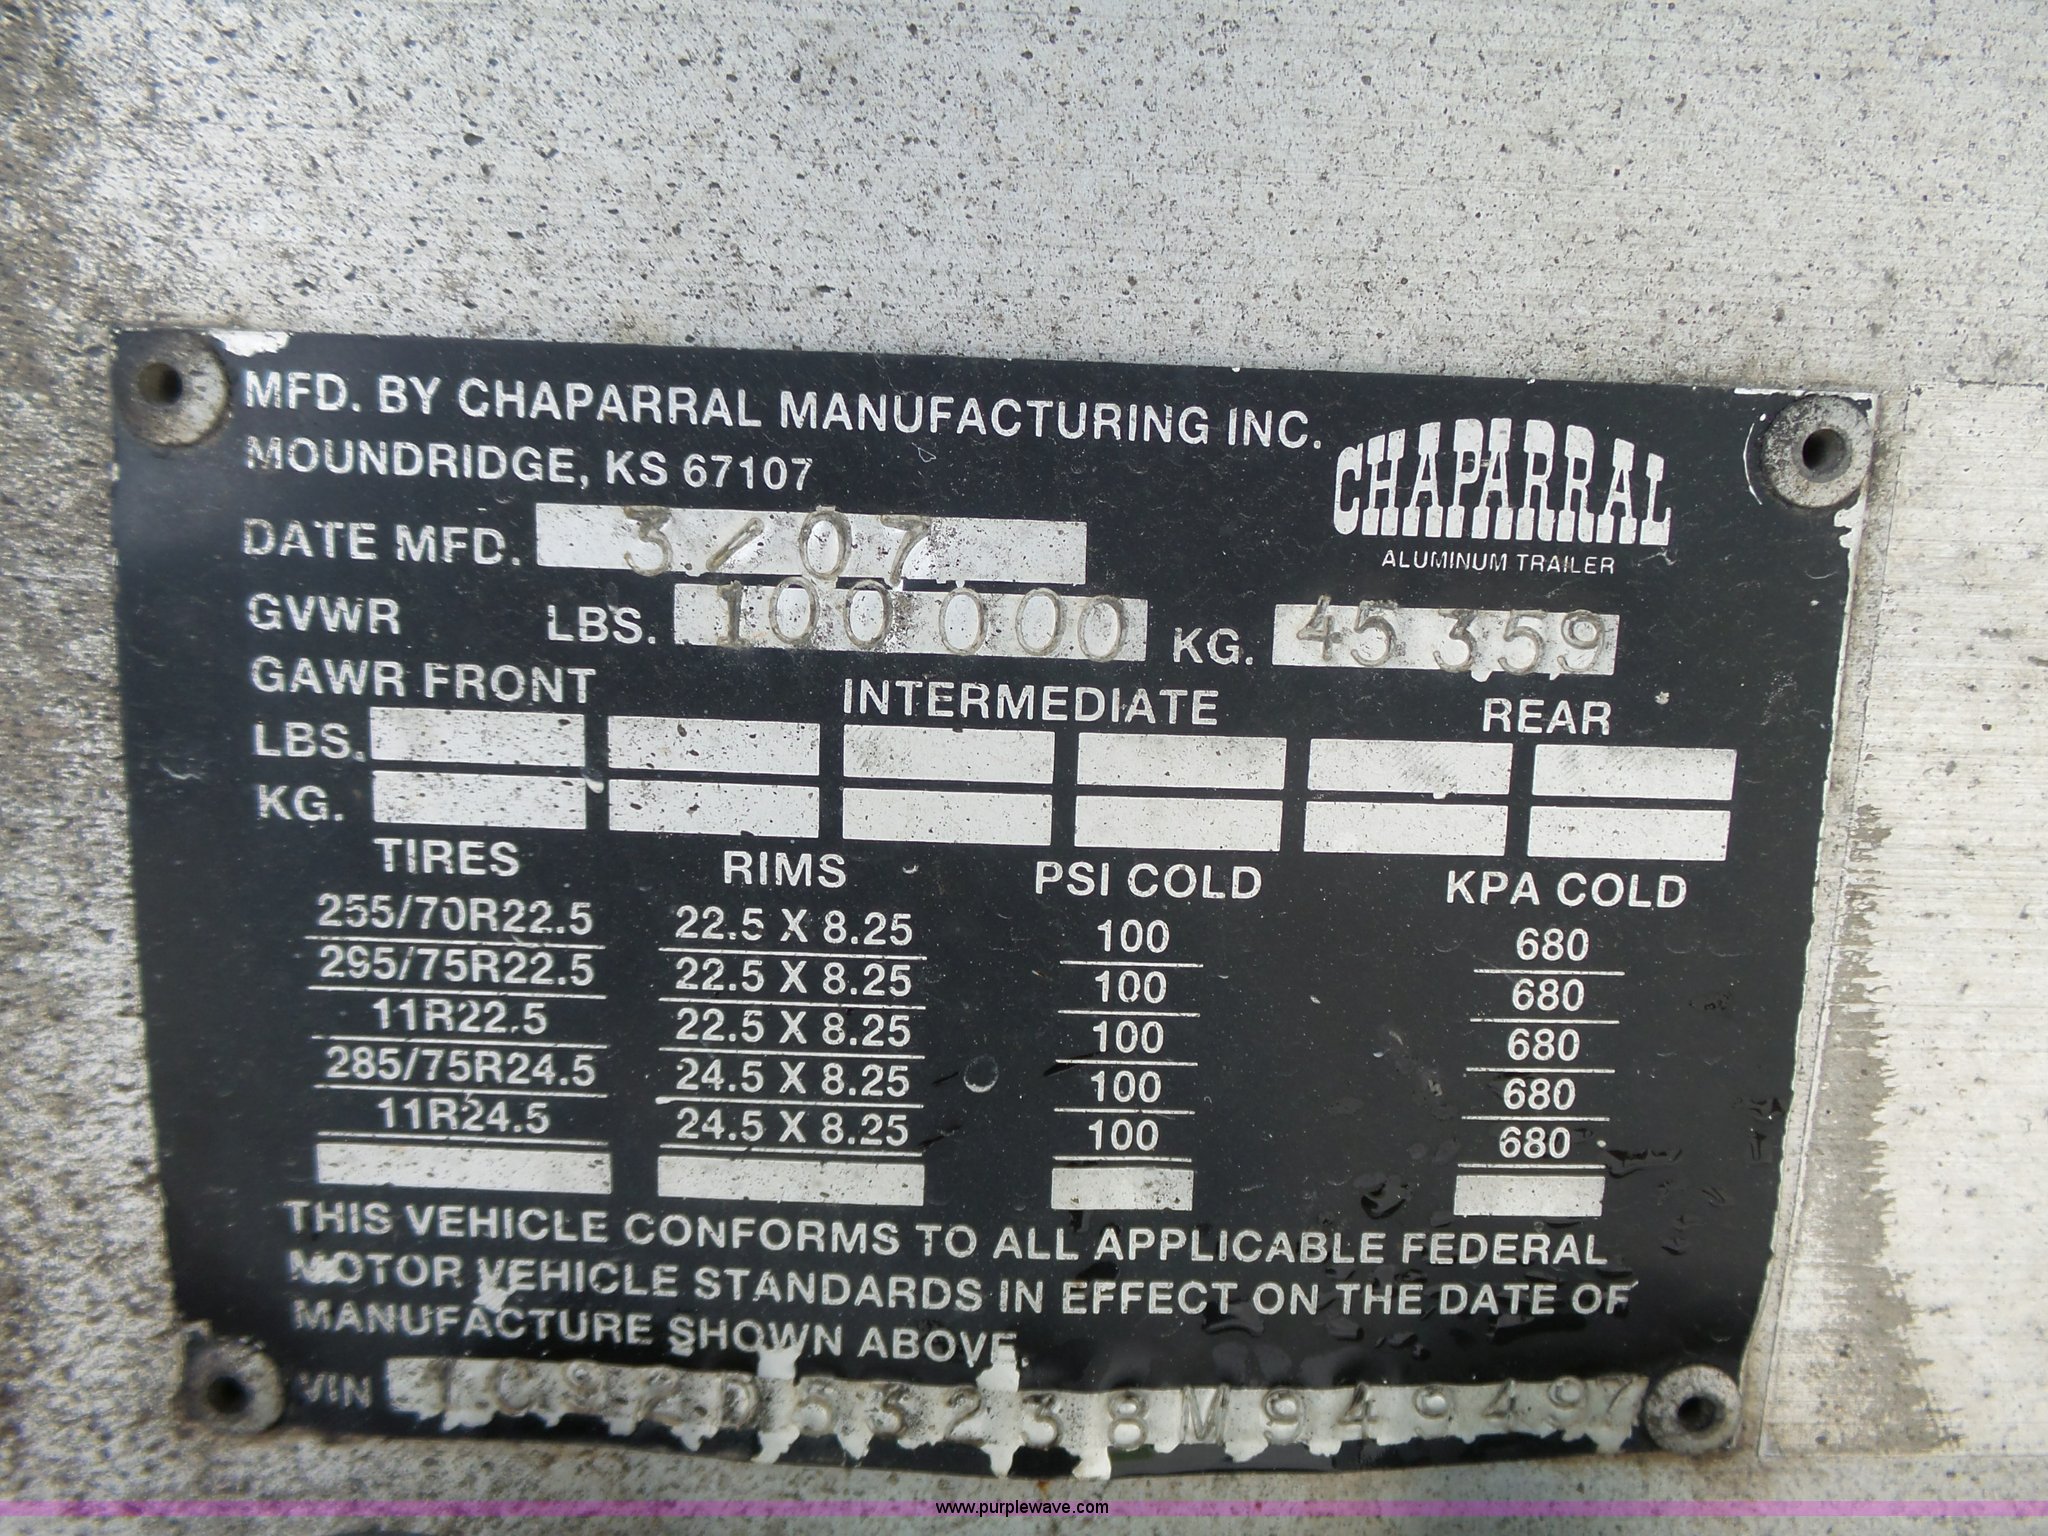 MFD. BY CHAPARRAL MANUFACTURING INC.
MOUNDRIDGE, KS 67107
CHAPARRAL
ALUMINUM TRAILER
DATE MFD. 3/07
GVWR LBS. 100 000 KG. 45 359
GAWR FRONT INTERMEDIATE REAR
LBS.
KG.
TIRES RIMS PSI COLD KPA COLD
255/70R22.5 22.5 X 8.25 100 680
295/75R22.5 22.5 X 8.25 100 680
11R22.5 22.5 X 8.25 100 680
285/75R24.5 24.5 X 8.25 100 680
11R24.5 24.5 X 8.25 100 680
THIS VEHICLE CONFORMS TO ALL APPLICABLE FEDERAL
MOTOR VEHICLE STANDARDS IN EFFECT ON THE DATE OF
MANUFACTURE SHOWN ABOVE.
VIN 1C92D53238M949497
www.purplewave.com